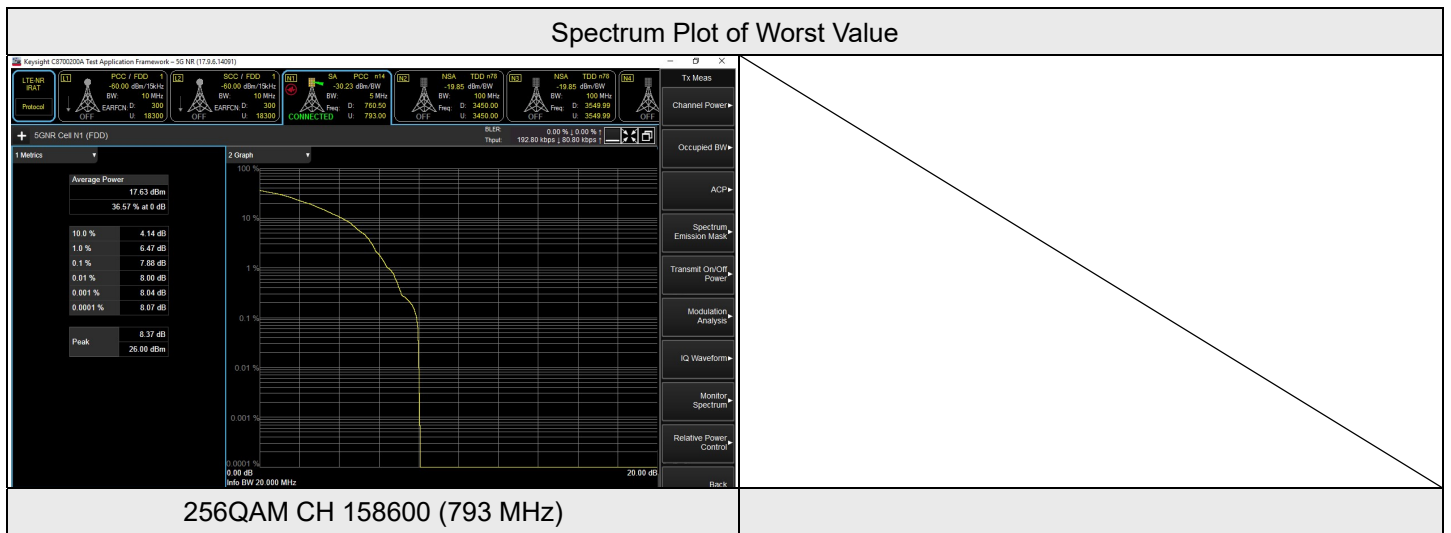 Spectrum Plot of Worst Value
Keysight C8700200A Test Application Framework – 5G NR (17.9.6.14091)
LTE-NR IRAT
Protocol
L1 PCC / FDD 1
-60.00 dBm/15kHz
BW: 10 MHz
EARFCN: D: 300
OFF U: 18300
L2 SCC / FDD 1
-60.00 dBm/15kHz
BW: 10 MHz
EARFCN: D: 300
OFF U: 18300
N1 SA PCC n14
-30.23 dBm/BW
BW: 5 MHz
Freq: D: 760.50
CONNECTED U: 793.00
N2 NSA TDD n78
-19.85 dBm/BW
BW: 100 MHz
Freq: D: 3450.00
OFF U: 3450.00
N3 NSA TDD n78
-19.85 dBm/BW
BW: 100 MHz
Freq: D: 3549.99
OFF U: 3549.99
N4
OFF
5GNR Cell N1 (FDD)
BLER: 0.00 % ↓ 0.00 % ↑
Thput: 192.80 kbps ↓ 80.80 kbps ↑
1 Metrics
Average Power
17.63 dBm
36.57 % at 0 dB
10.0 % 4.14 dB
1.0 % 6.47 dB
0.1 % 7.88 dB
0.01 % 8.00 dB
0.001 % 8.04 dB
0.0001 % 8.07 dB
Peak 8.37 dB
26.00 dBm
2 Graph
100 %
10 %
1 %
0.1 %
0.01 %
0.001 %
0.0001 %
0.00 dB 20.00 dB
Info BW 20.000 MHz
Tx Meas
Channel Power
Occupied BW
ACP
Spectrum
Emission Mask
Transmit On/Off
Power
Modulation
Analysis
IQ Waveform
Monitor
Spectrum
Relative Power
Control
Back
256QAM CH 158600 (793 MHz)